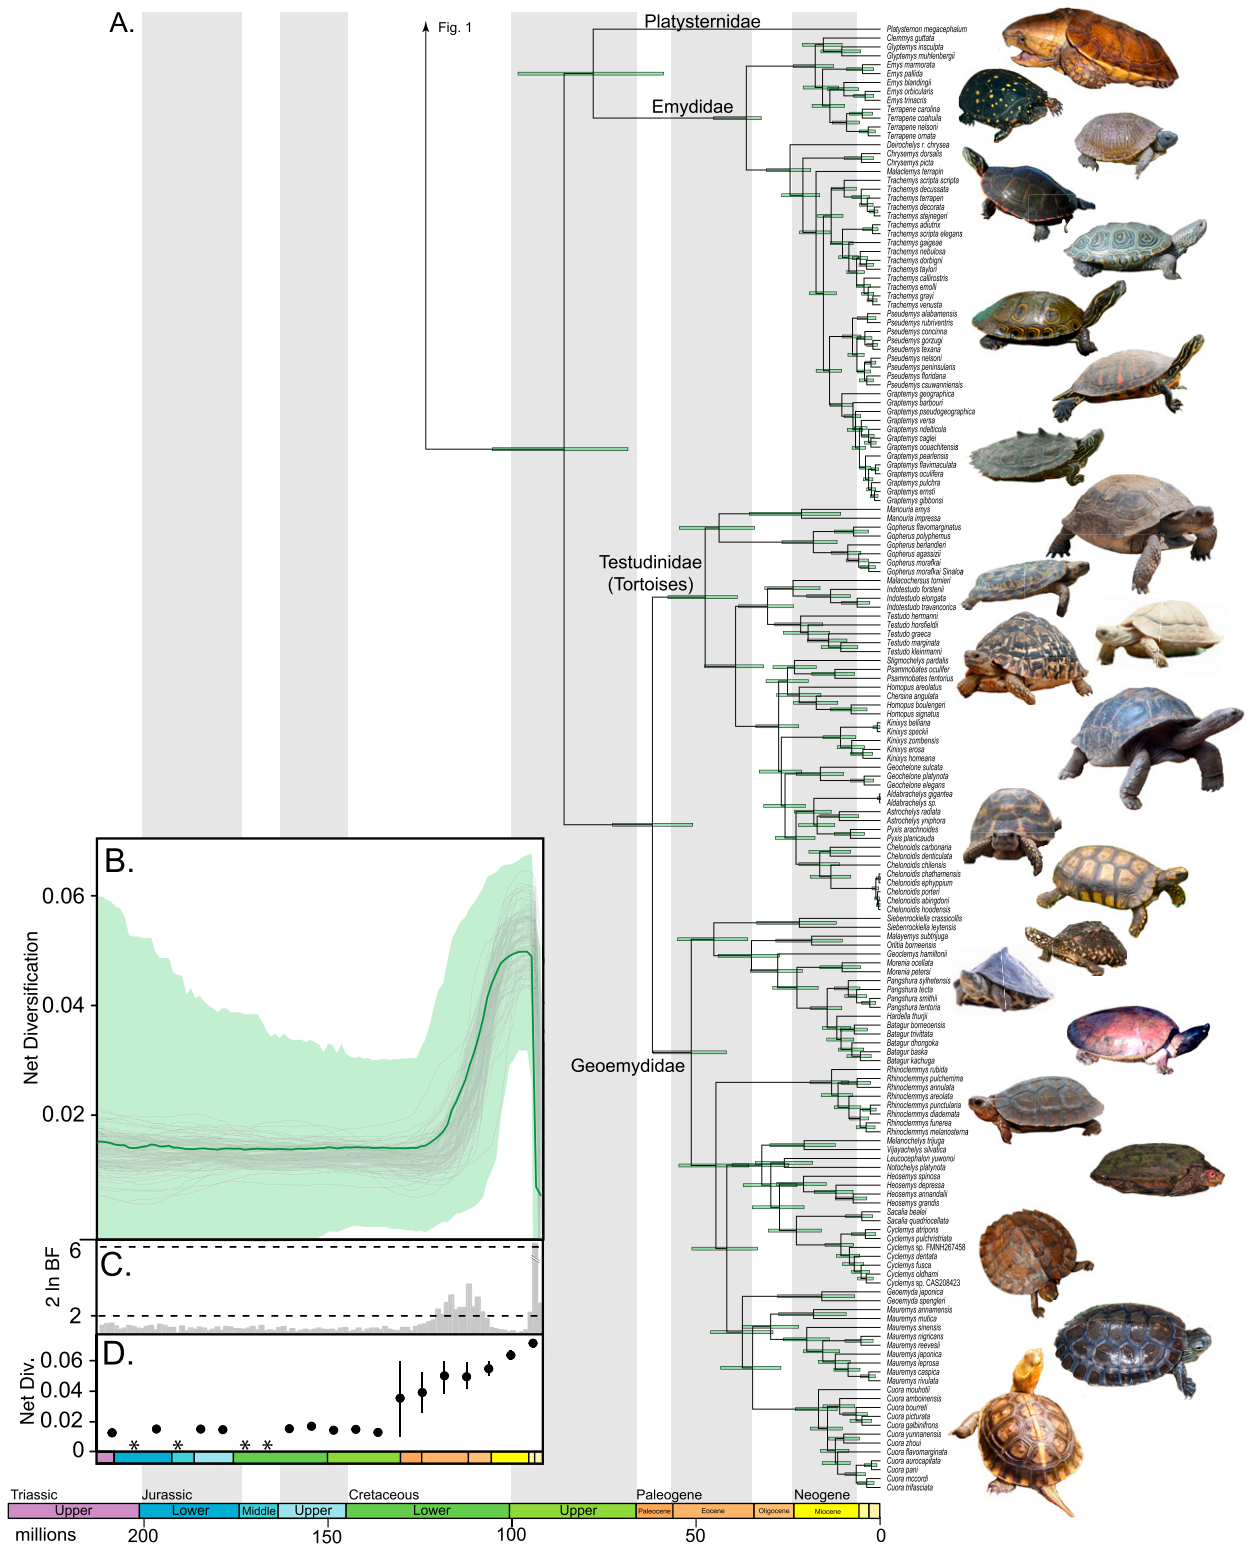 A.
Fig. 1
Platysternidae
Emydidae
Testudinidae
(Tortoises)
Geoemydidae
Platysternon megacephalum
Clemmys guttata
Glyptemys insculpta
Glyptemys muhlenbergii
Emys marmorata
Emys pallida
Emys blandingii
Emys orbicularis
Emys trinacris
Terrapene carolina
Terrapene coahuila
Terrapene nelsoni
Terrapene ornata
Deirochelys r. chrysea
Chrysemys dorsalis
Chrysemys picta
Malaclemys terrapin
Trachemys scripta scripta
Trachemys decussata
Trachemys terrapen
Trachemys decorata
Trachemys stejnegeri
Trachemys adiutrix
Trachemys scripta elegans
Trachemys gaigeae
Trachemys nebulosa
Trachemys dorbigni
Trachemys taylori
Trachemys callirostris
Trachemys emolli
Trachemys grayi
Trachemys venusta
Pseudemys alabamensis
Pseudemys rubriventris
Pseudemys concinna
Pseudemys gorzugi
Pseudemys texana
Pseudemys nelsoni
Pseudemys peninsularis
Pseudemys floridana
Pseudemys csuwanniensis
Graptemys geographica
Graptemys barbouri
Graptemys pseudogeographica
Graptemys versa
Graptemys ndelticola
Graptemys caglei
Graptemys oouachitensis
Graptemys pearlensis
Graptemys flavimaculata
Graptemys oculifera
Graptemys pulchra
Graptemys ernsti
Graptemys gibbonsi
Manouria emys
Manouria impressa
Gopherus flavomarginatus
Gopherus polyphemus
Gopherus berlandieri
Gopherus agassizii
Gopherus morafkai
Gopherus morafkai Sinaloa
Malacochersus tornieri
Indotestudo forstenii
Indotestudo elongata
Indotestudo travancorica
Testudo hermanni
Testudo horsfieldii
Testudo graeca
Testudo marginata
Testudo kleinmanni
Stigmochelys pardalis
Psammobates oculifer
Psammobates tentorius
Homopus areolatus
Chersina angulata
Homopus boulengeri
Homopus signatus
Kinixys belliana
Kinixys speckii
Kinixys zombensis
Kinixys erosa
Kinixys homeana
Geochelone sulcata
Geochelone platynota
Geochelone elegans
Aldabrachelys gigantea
Aldabrachelys sp.
Astrochelys radiata
Astrochelys yniphora
Pyxis arachnoides
Pyxis planicauda
Chelonoidis carbonaria
Chelonoidis denticulata
Chelonoidis chilensis
Chelonoidis chathamensis
Chelonoidis ephyppium
Chelonoidis porteri
Chelonoidis abingdoni
Chelonoidis hoodensis
Siebenrockiella crassicollis
Siebenrockiella leytensis
Malayemys subtrijuga
Orlitia borneensis
Geoclemys hamiltonii
Morenia ocellata
Morenia petersi
Pangshura sylhetensis
Pangshura tecta
Pangshura smithii
Pangshura tentoria
Hardella thurjii
Batagur borneoensis
Batagur trivittata
Batagur dhongoka
Batagur baska
Batagur kachuga
Rhinoclemmys rubida
Rhinoclemmys pulcherrima
Rhinoclemmys annulata
Rhinoclemmys areolata
Rhinoclemmys punctularia
Rhinoclemmys diademata
Rhinoclemmys funerea
Rhinoclemmys melanosterna
Melanochelys trijuga
Vijayachelys silvatica
Leucocephalon yuwonoi
Notochelys platynota
Heosemys spinosa
Heosemys depressa
Heosemys annandalii
Heosemys grandis
Sacalia bealei
Sacalia quadriocellata
Cyclemys atripons
Cyclemys pulchristriata
Cyclemys sp. FMNH267458
Cyclemys dentata
Cyclemys fusca
Cyclemys oldhami
Cyclemys sp. CAS208423
Geoemyda japonica
Geoemyda spengleri
Mauremys annamensis
Mauremys mutica
Mauremys sinensis
Mauremys nigricans
Mauremys reevesii
Mauremys japonica
Mauremys leprosa
Mauremys caspica
Mauremys rivulata
Cuora mouhotii
Cuora amboinensis
Cuora bourreti
Cuora picturata
Cuora galbinifrons
Cuora yunnanensis
Cuora zhoui
Cuora flavomarginata
Cuora aurocapitata
Cuora pani
Cuora mccordi
Cuora trifasciata
B.
Net Diversification
0.06
0.04
0.02
C.
2 ln BF
6
2
D.
Net Div.
0.06
0.04
0.02
0
* * * *
Triassic Jurassic Cretaceous Paleogene Neogene
Upper Lower Middle Upper Lower Upper Paleocene Eocene Oligocene Miocene
millions 200 150 100 50 0